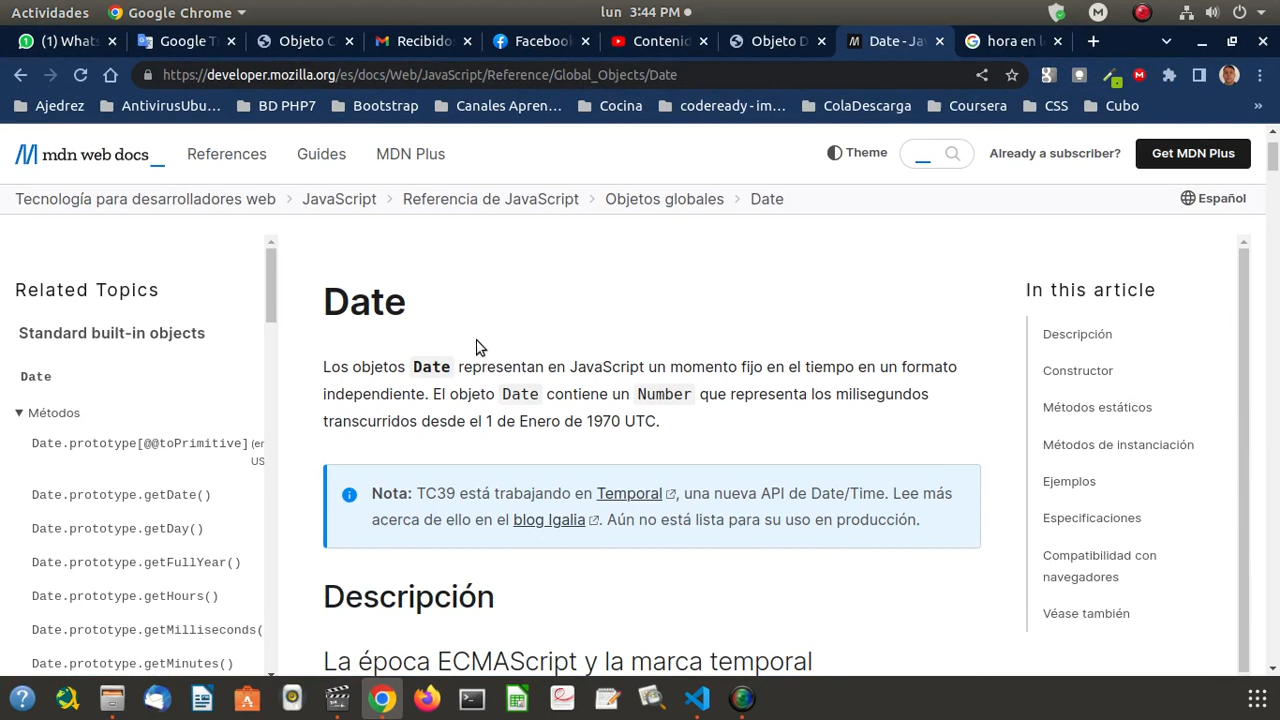 Actividades Google Chrome lun 3:44 PM
(1) Whats Google T Objeto C Recibidos Facebook Contenid Objeto D Date - Ja hora en l
https://developer.mozilla.org/es/docs/Web/JavaScript/Reference/Global_Objects/Date
Ajedrez AntivirusUbu... BD PHP7 Bootstrap Canales Apren... Cocina codeready - im... ColaDescarga Coursera CSS Cubo »
mdn web docs References Guides MDN Plus Theme Already a subscriber? Get MDN Plus
Tecnología para desarrolladores web JavaScript Referencia de JavaScript Objetos globales Date Español
Related Topics
Standard built-in objects
Date
Métodos
Date.prototype[@@toPrimitive] (en
US
Date.prototype.getDate()
Date.prototype.getDay()
Date.prototype.getFullYear()
Date.prototype.getHours()
Date.prototype.getMilliseconds(
Date.prototype.getMinutes()
Date
Los objetos Date representan en JavaScript un momento fijo en el tiempo en un formato
independiente. El objeto Date contiene un Number que representa los milisegundos
transcurridos desde el 1 de Enero de 1970 UTC.
Nota: TC39 está trabajando en Temporal, una nueva API de Date/Time. Lee más
acerca de ello en el blog Igalia. Aún no está lista para su uso en producción.
Descripción
La época ECMAScript y la marca temporal
In this article
Descripción
Constructor
Métodos estáticos
Métodos de instanciación
Ejemplos
Especificaciones
Compatibilidad con
navegadores
Véase también